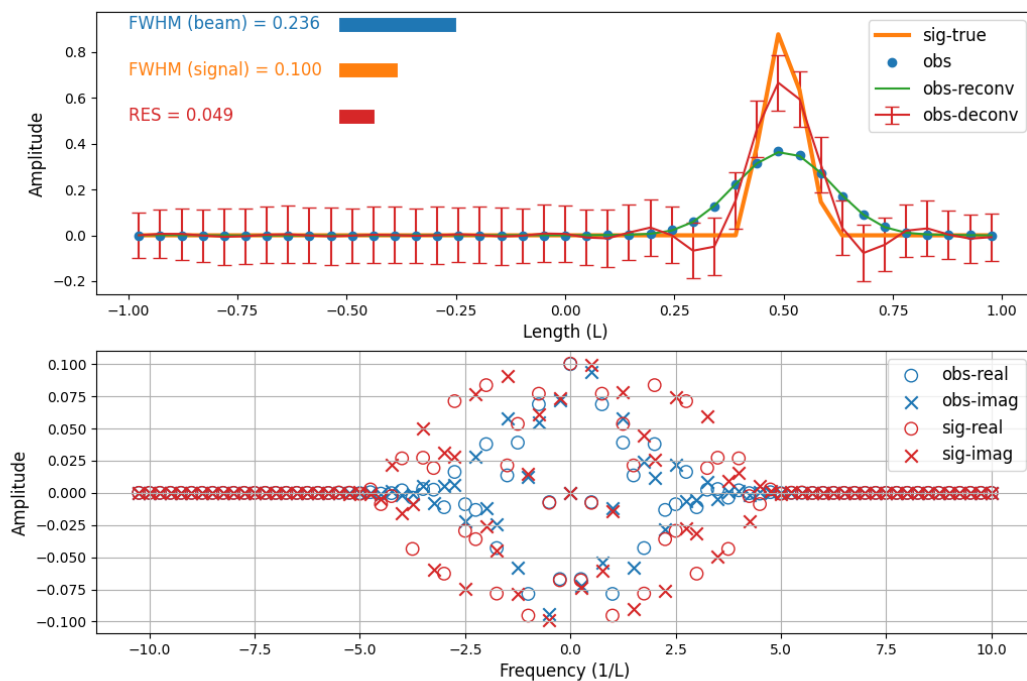 FWHM (beam) = 0.236
FWHM (signal) = 0.100
RES = 0.049
sig-true
obs
obs-reconv
obs-deconv
Amplitude
0.8
0.6
0.4
0.2
0.0
−0.2
−1.00 −0.75 −0.50 −0.25 0.00 0.25 0.50 0.75 1.00
Length (L)
obs-real
obs-imag
sig-real
sig-imag
Amplitude
0.100
0.075
0.050
0.025
0.000
−0.025
−0.050
−0.075
−0.100
−10.0 −7.5 −5.0 −2.5 0.0 2.5 5.0 7.5 10.0
Frequency (1/L)